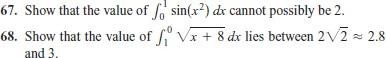 67. Show that the value of ∫₀¹ sin(x²) dx cannot possibly be 2.
68. Show that the value of ∫₁⁰ √x + 8 dx lies between 2√2 ≈ 2.8
and 3.